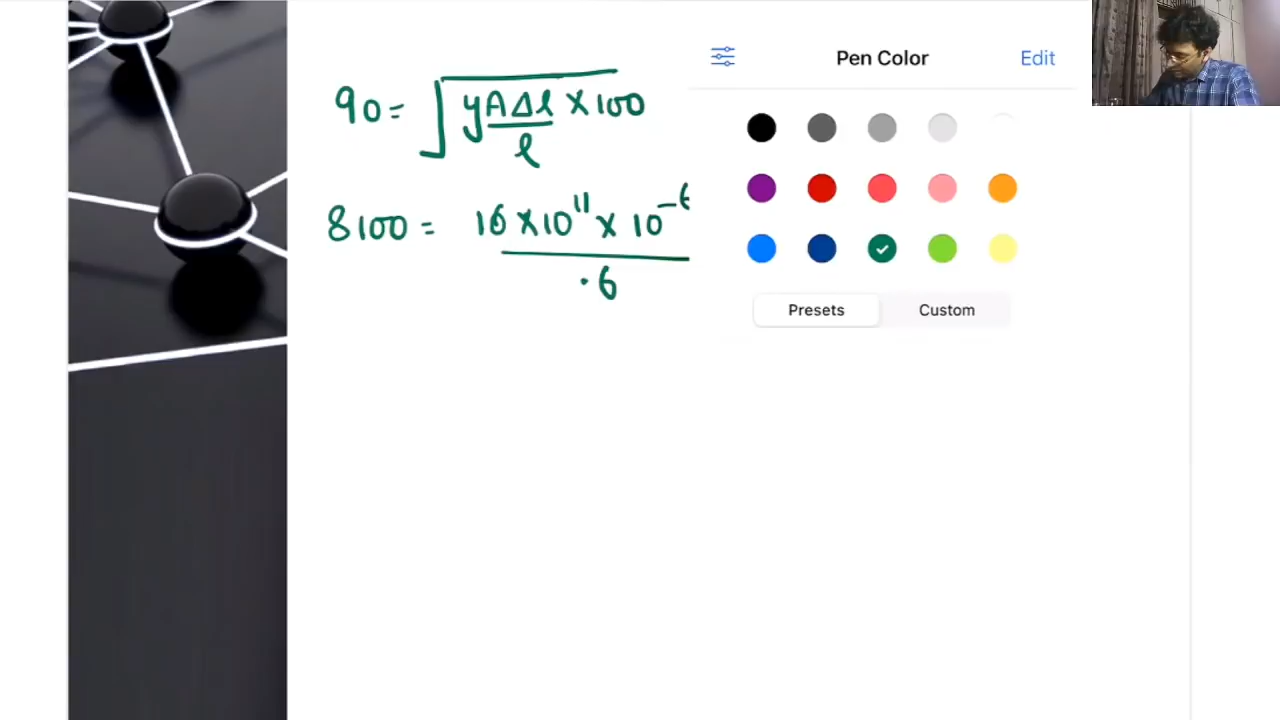 Pen Color
Edit
90 = √(yAΔl/l × 100)
8100 = 16 × 10¹¹ × 10⁻⁶ / .6
Presets
Custom